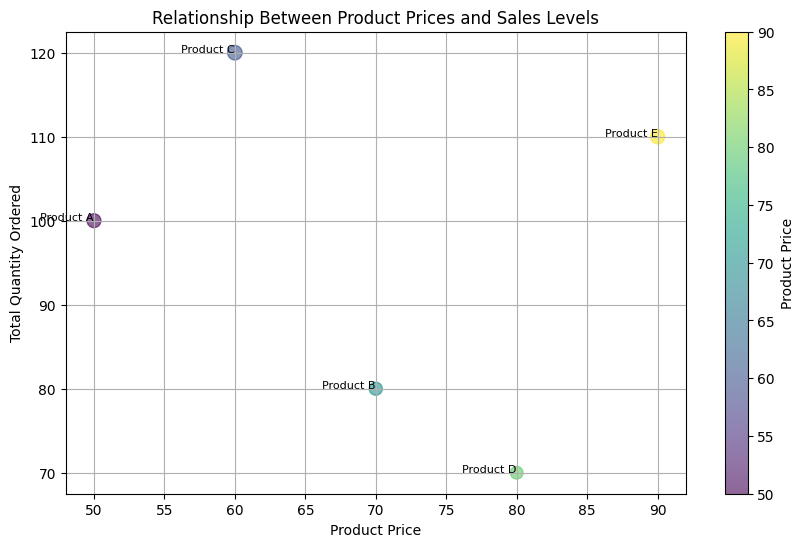 Relationship Between Product Prices and Sales Levels
Total Quantity Ordered
120
110
100
90
80
70
Product C
Product E
Product A
Product B
Product D
50
55
60
65
70
75
80
85
90
Product Price
90
85
80
75
70
65
60
55
50
Product Price